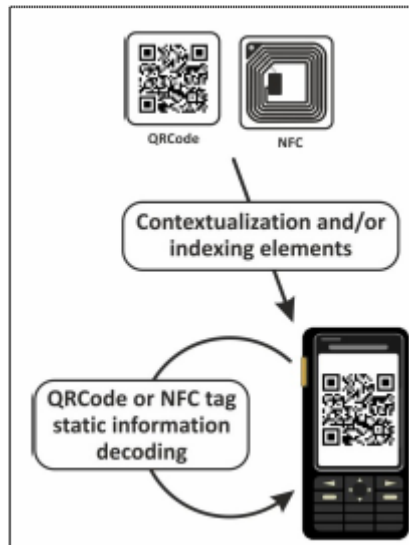 QRCode
NFC
Contextualization and/or
indexing elements
QRCode or NFC tag
static information
decoding